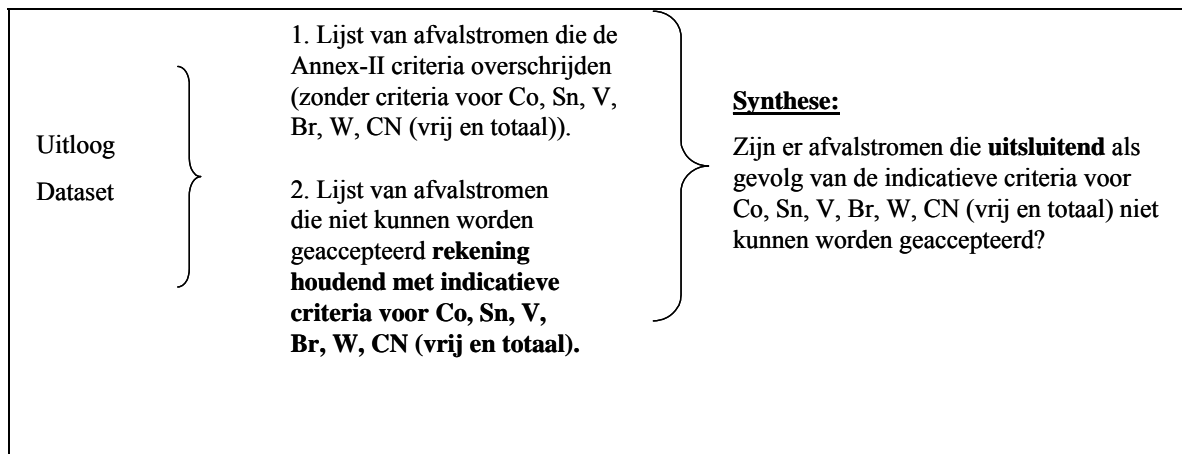 Uitloog
Dataset
1. Lijst van afvalstromen die de
Annex-II criteria overschrijden
(zonder criteria voor Co, Sn, V,
Br, W, CN (vrij en totaal)).
2. Lijst van afvalstromen
die niet kunnen worden
geaccepteerd rekening
houdend met indicatieve
criteria voor Co, Sn, V,
Br, W, CN (vrij en totaal).
Synthese:
Zijn er afvalstromen die uitsluitend als
gevolg van de indicatieve criteria voor
Co, Sn, V, Br, W, CN (vrij en totaal) niet
kunnen worden geaccepteerd?